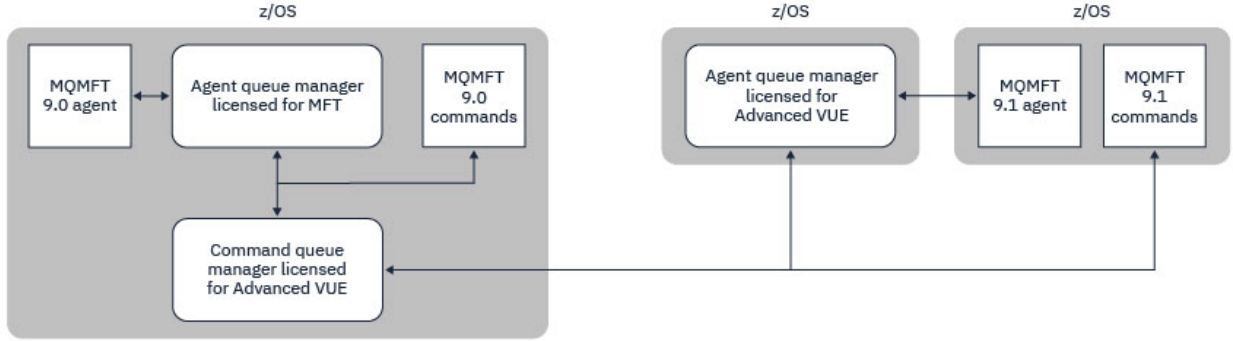 z/OS
z/OS
z/OS
MQMFT
9.0 agent
Agent queue manager
licensed for MFT
MQMFT
9.0
commands
Agent queue manager
licensed for
Advanced VUE
MQMFT
9.1 agent
MQMFT
9.1
commands
Command queue
manager licensed
for Advanced VUE